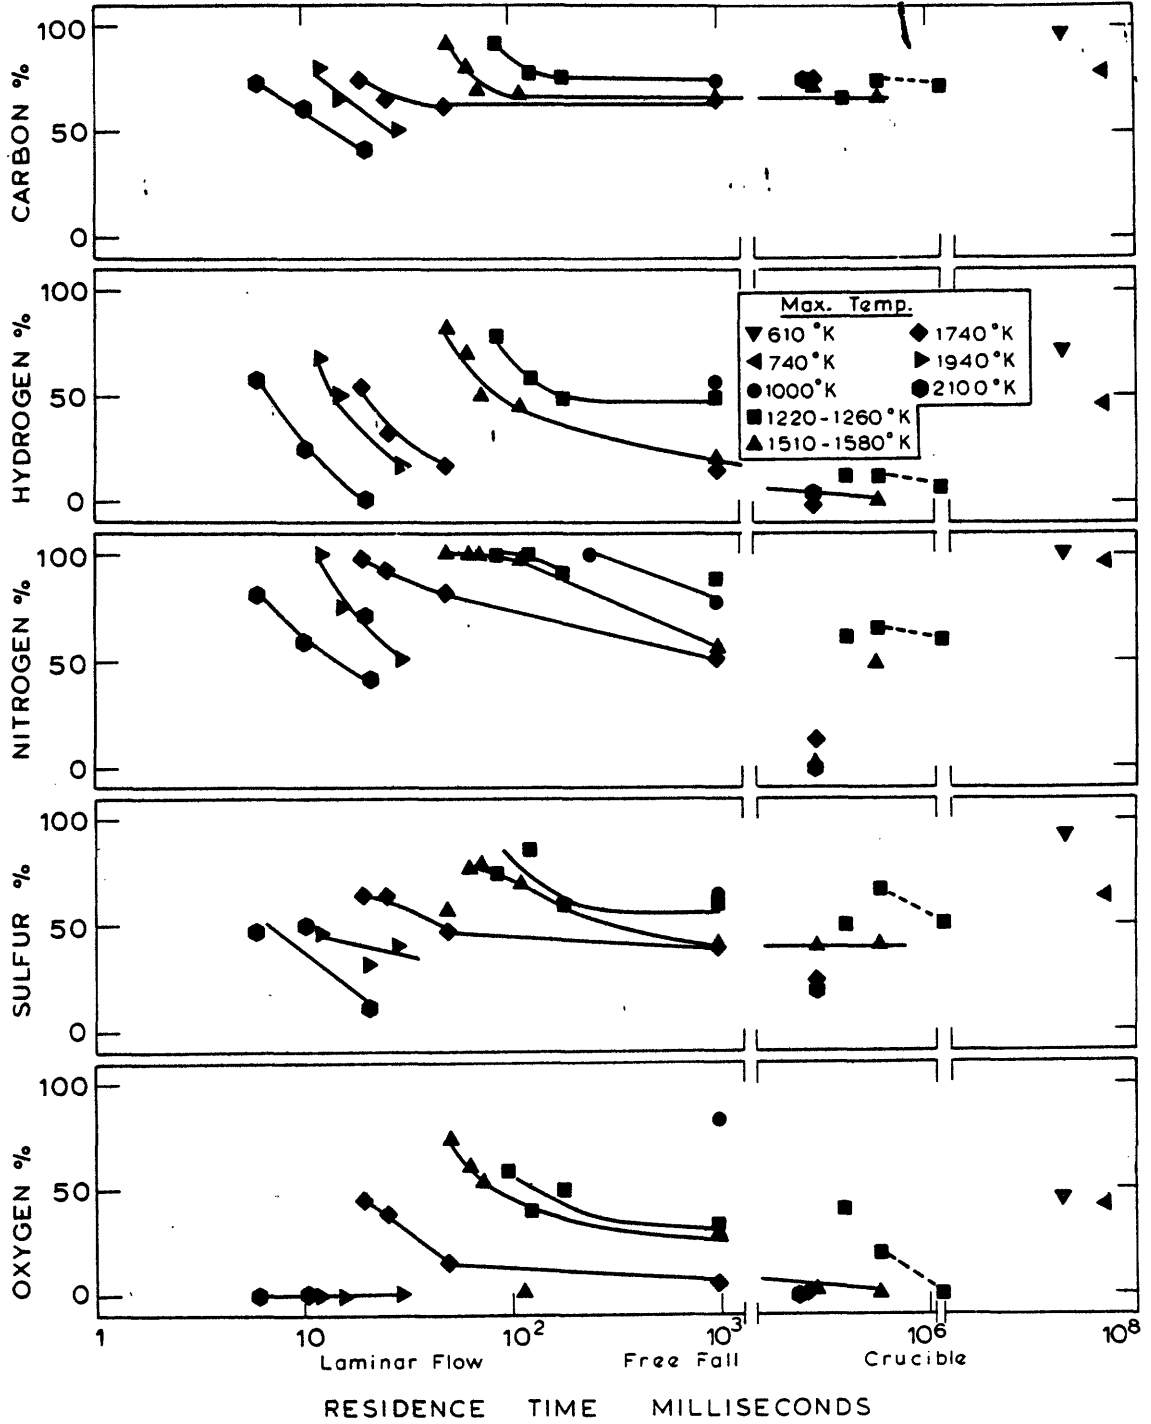 CARBON %
100
50
0
HYDROGEN %
100
50
0
Max. Temp.
610 °K
1740 °K
740 °K
1940 °K
1000 °K
2100 °K
1220-1260 °K
1510-1580 °K
NITROGEN %
100
50
0
SULFUR %
100
50
0
OXYGEN %
100
50
0
1 10 10² 10³ 10⁶ 10⁸
Laminar Flow Free Fall Crucible
RESIDENCE TIME MILLISECONDS